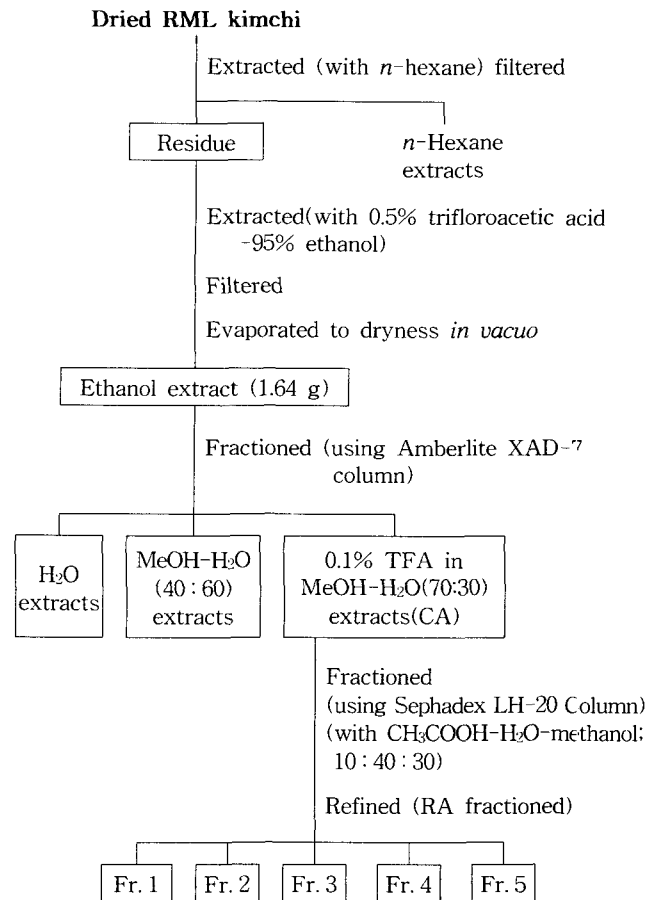 Dried RML kimchi
Extracted (with n-hexane) filtered
Residue
n-Hexane
extracts
Extracted(with 0.5% trifloroacetic acid
-95% ethanol)
Filtered
Evaporated to dryness in vacuo
Ethanol extract (1.64 g)
Fractioned (using Amberlite XAD-7
column)
H₂O
extracts
MeOH-H₂O
(40 : 60)
extracts
0.1% TFA in
MeOH-H₂O(70:30)
extracts(CA)
Fractioned
(using Sephadex LH-20 Column)
(with CH₃COOH-H₂O-methanol;
10 : 40 : 30)
Refined (RA fractioned)
Fr. 1
Fr. 2
Fr. 3
Fr. 4
Fr. 5